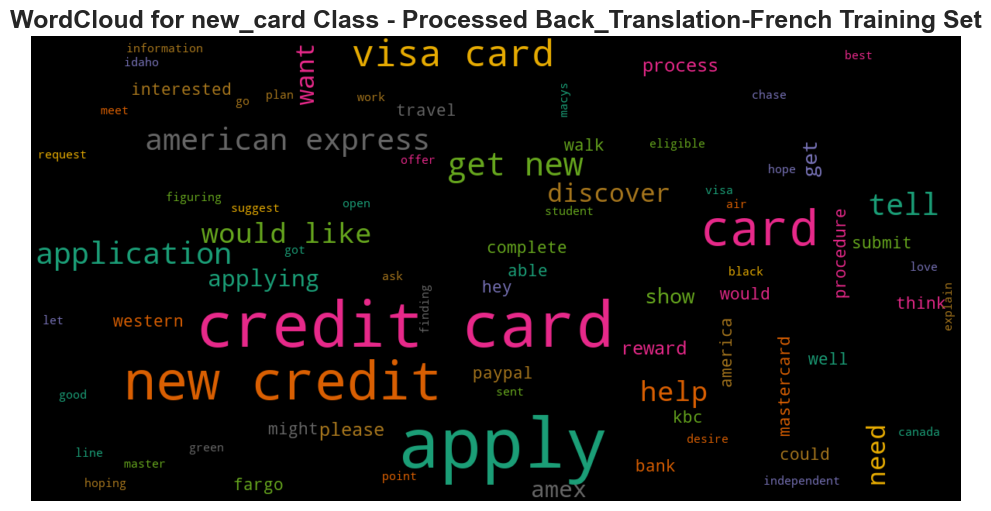 WordCloud for new_card Class - Processed Back_Translation-French Training Set
information
idaho
visa card
want
process
best
interested
go
plan
work
macys
chase
meet
travel
american express
request
offer
get new
walk
eligible
get
hope
figuring
suggest
open
discover
student
visa
air
tell
would like
card
application
got
complete
procedure
submit
applying
ask
able
hey
black
love
let
western
credit card
finding
show
would
think
explain
reward
america
mastercard
well
new credit
paypal
sent
help
good
kbc
might
please
apply
desire
need
canada
line
master
green
could
hoping
fargo
point
amex
bank
independent